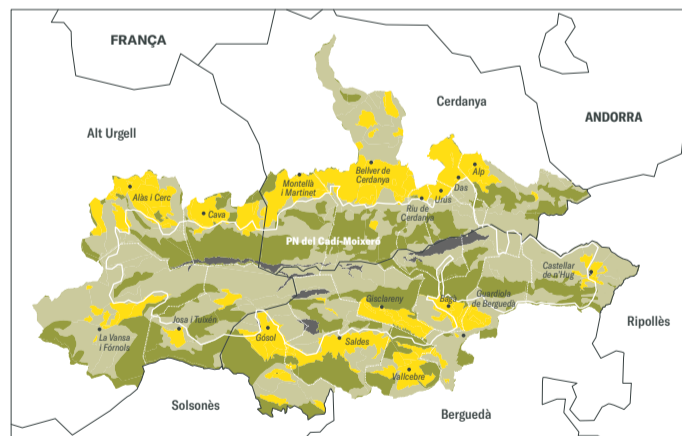 FRANÇA
Cerdanya
ANDORRA
Alt Urgell
Alp
Bellver de
Cerdanya
Montellà
i Martinet
Das
Alàs i Cerc
Urús
Riu de
Cerdanya
Cava
PN del Cadí-Moixeró
Castellar
de n'Hug
Gisclareny
Bagà
Guardiola
de Berguedà
Josa i Tuixén
Gósol
Ripollès
La Vansa
i Fórnols
Saldes
Vallcebre
Solsonès
Berguedà